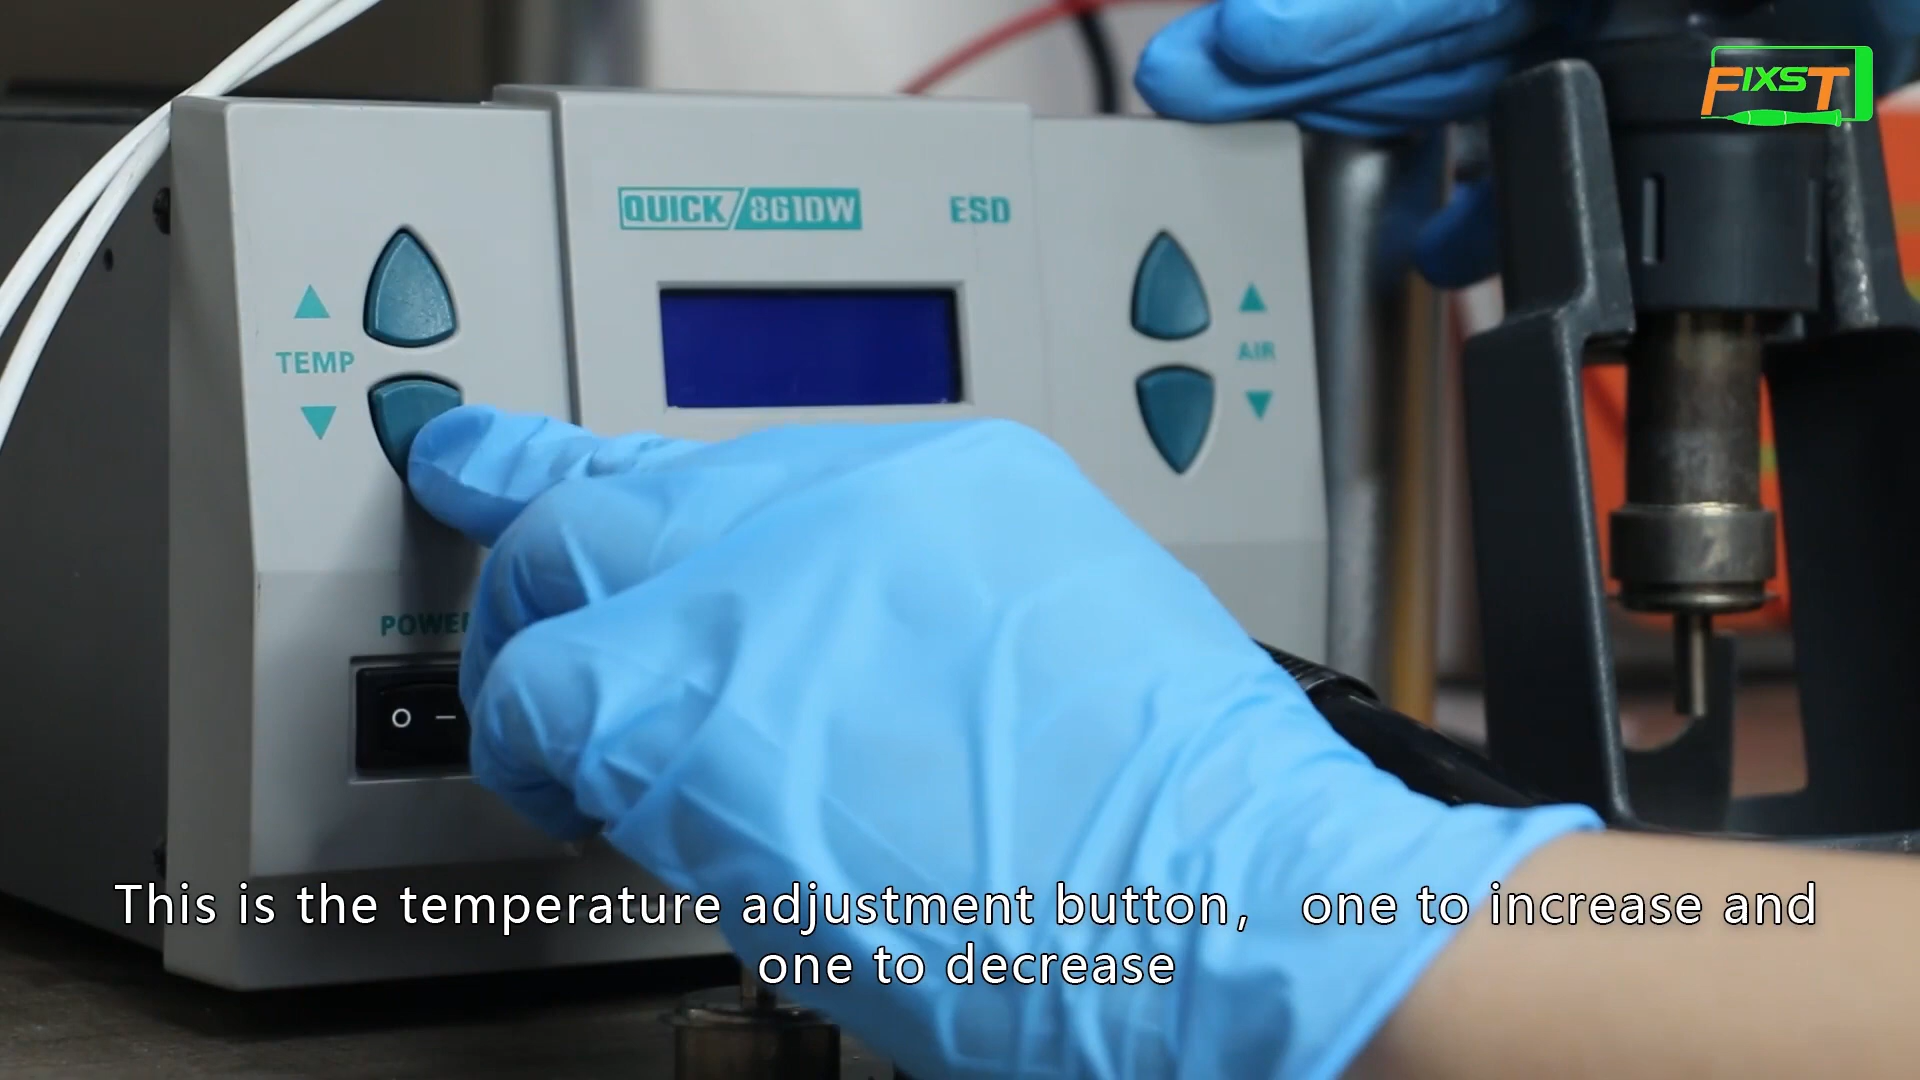 FIXST
QUICK/861DW
ESD
▲
TEMP
▼
▲
AIR
▼
POWER
O –
This is the temperature adjustment button, one to increase and
one to decrease